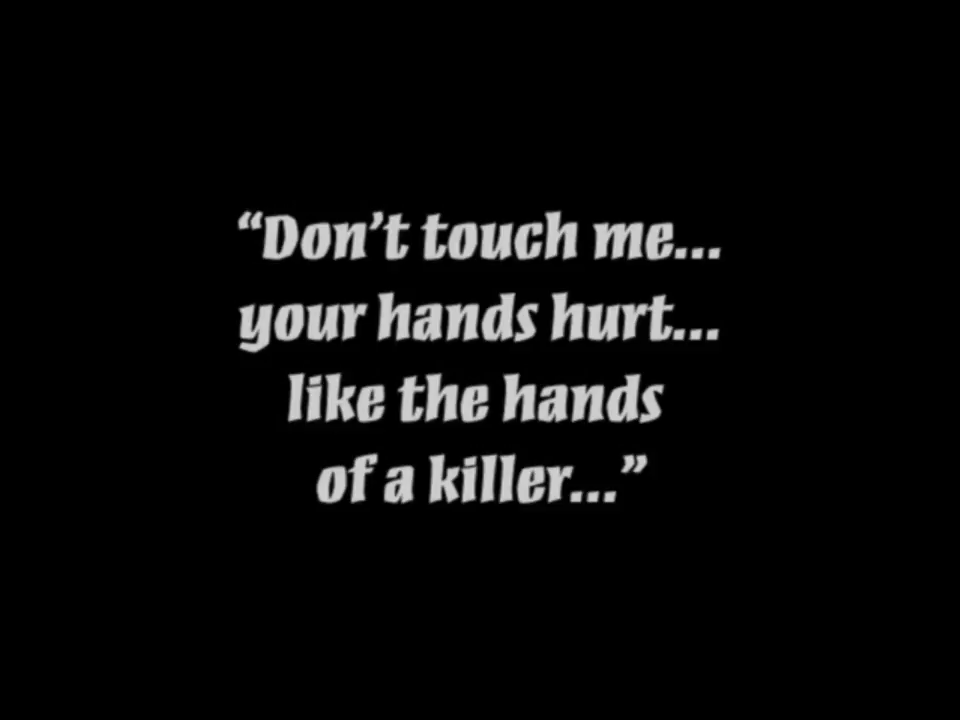 “Don’t touch me...
your hands hurt...
like the hands
of a killer...”